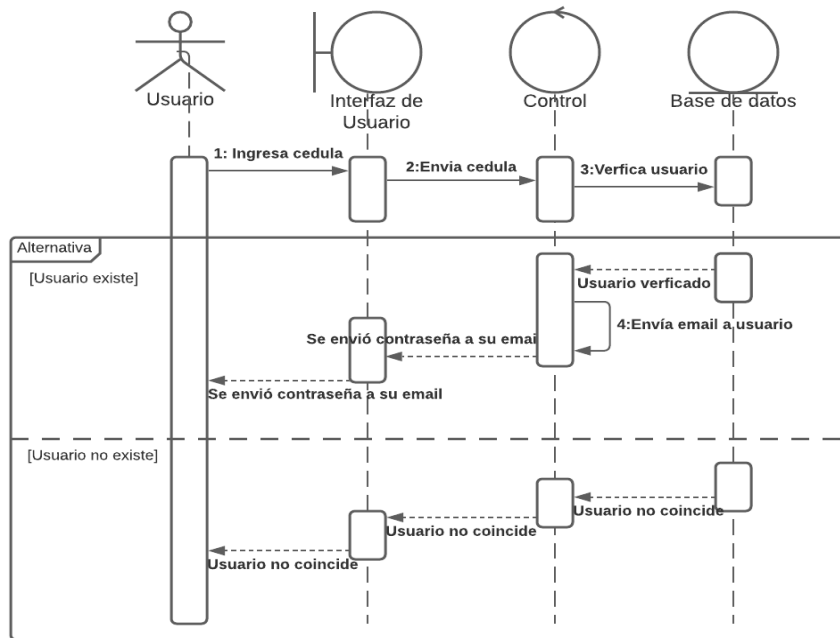 Usuario
Interfaz de
Usuario
Control
Base de datos
1: Ingresa cedula
2:Envia cedula
3:Verfica usuario
Alternativa
[Usuario existe]
Usuario verficado
4:Envía email a usuario
Se envió contraseña a su emai
Se envió contraseña a su email
[Usuario no existe]
Usuario no coincide
Usuario no coincide
Usuario no coincide